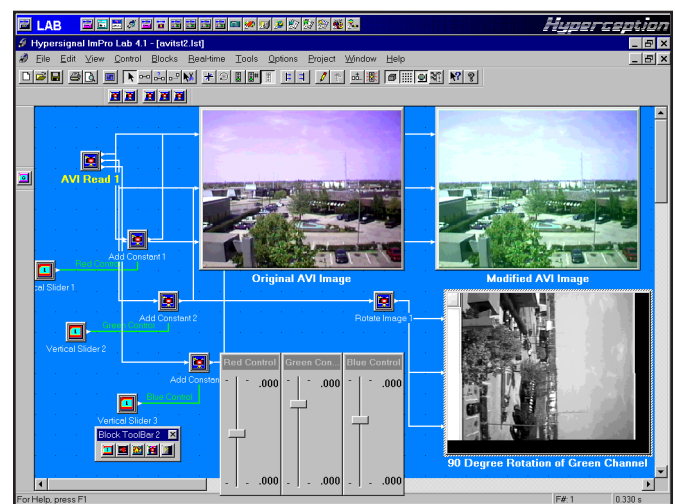 LAB
Hyperception
Hypersignal ImPro Lab 4.1 - [avitst2.lst]
File Edit View Control Blocks Real-time Tools Options Project Window Help
AVI Read 1
Original AVI Image
Modified AVI Image
Add Constant 1
Red Control
cal Slider 1
Add Constant 2
Green Control
Vertical Slider 2
Rotate Image 1
Add Constan
Blue Control
Vertical Slider 3
Block ToolBar 2
Red Control
Green Con...
Blue Control
.000
.000
.000
.000
.000
.000
90 Degree Rotation of Green Channel
For Help, press F1
F#: 1
0.330 s